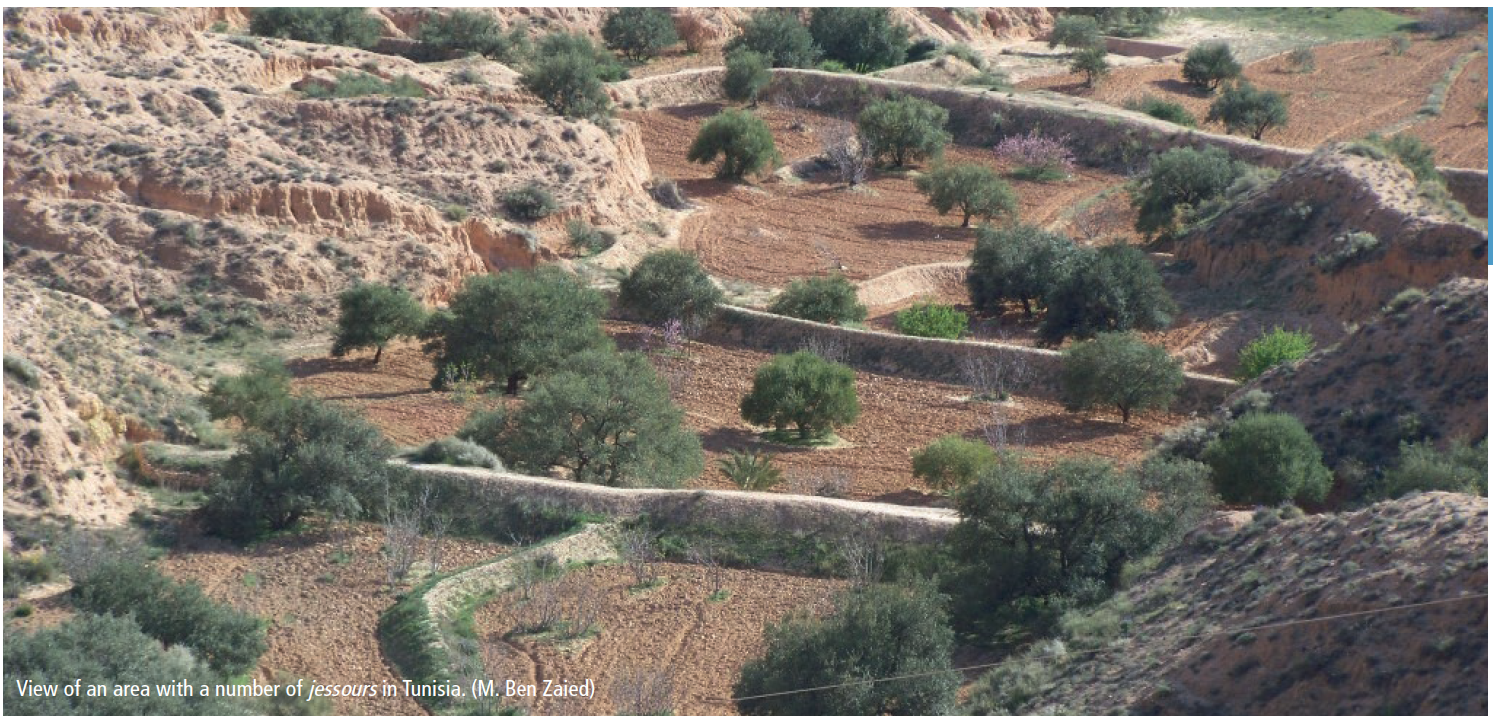 View of an area with a number of jessours in Tunisia. (M. Ben Zaied)